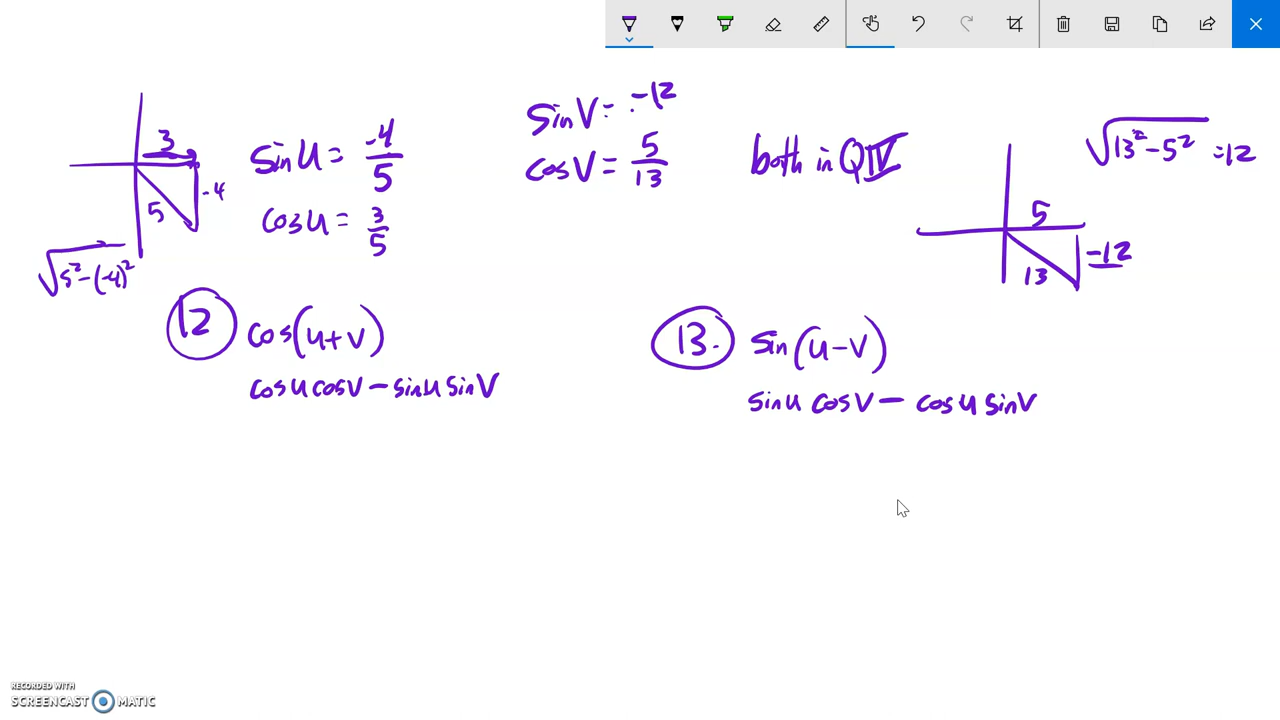 3
-4
5
√5² - (-4)²
sin u = -4/5
cos u = 3/5
sin V = -12
cos V = 5/13
both in QIV
√13² - 5² = 12
5
-12
13
12 cos(u+v)
cos u cos V - sin u sin V
13. sin(u-v)
sin u cos V - cos u sin V
RECORDED WITH
SCREENCAST MATIC